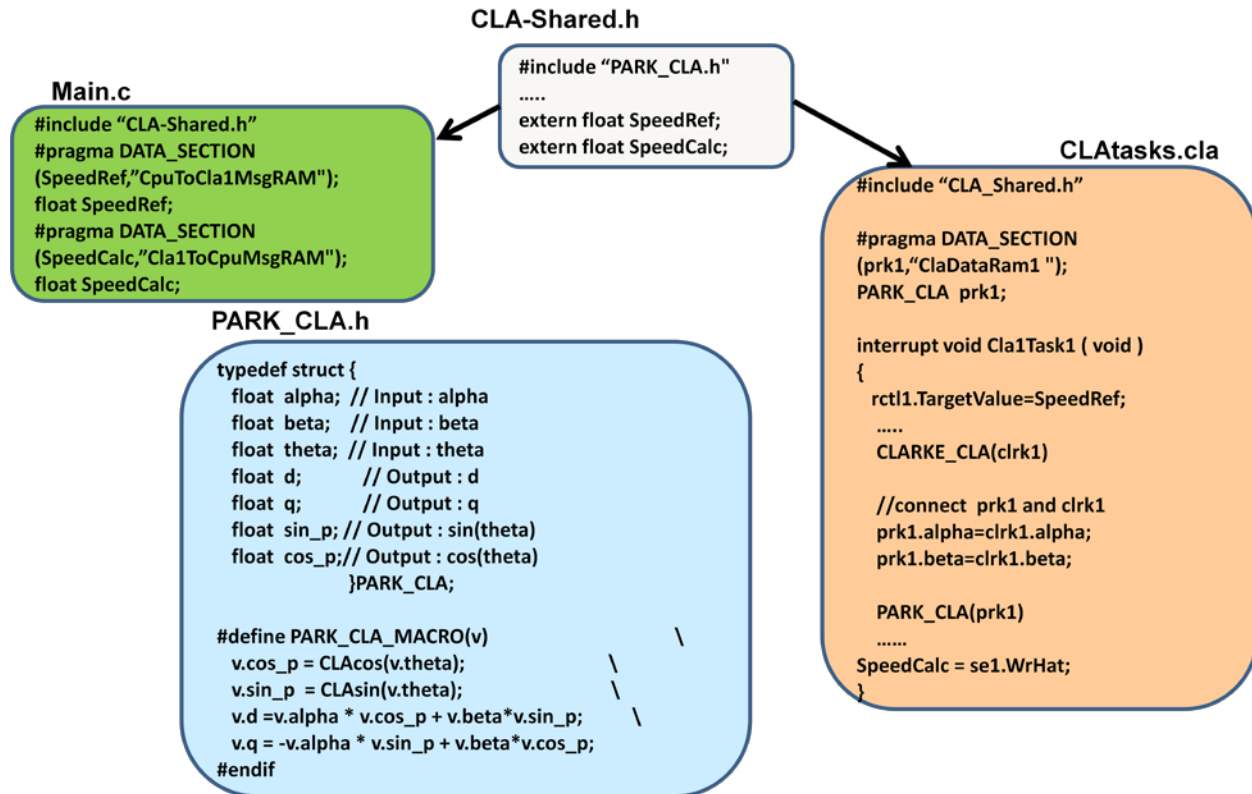 CLA-Shared.h
#include “PARK_CLA.h"
.....
extern float SpeedRef;
extern float SpeedCalc;
Main.c
#include “CLA-Shared.h”
#pragma DATA_SECTION
(SpeedRef,”CpuToCla1MsgRAM");
float SpeedRef;
#pragma DATA_SECTION
(SpeedCalc,”Cla1ToCpuMsgRAM");
float SpeedCalc;
CLAtasks.cla
#include “CLA_Shared.h”
#pragma DATA_SECTION
(prk1,“ClaDataRam1 ");
PARK_CLA prk1;
interrupt void Cla1Task1 ( void )
{
rctl1.TargetValue=SpeedRef;
.....
CLARKE_CLA(clrk1)
//connect prk1 and clrk1
prk1.alpha=clrk1.alpha;
prk1.beta=clrk1.beta;
PARK_CLA(prk1)
......
SpeedCalc = se1.WrHat;
}
PARK_CLA.h
typedef struct {
float alpha; // Input : alpha
float beta; // Input : beta
float theta; // Input : theta
float d; // Output : d
float q; // Output : q
float sin_p; // Output : sin(theta)
float cos_p;// Output : cos(theta)
}PARK_CLA;
#define PARK_CLA_MACRO(v) \
v.cos_p = CLAcos(v.theta); \
v.sin_p = CLAsin(v.theta); \
v.d =v.alpha * v.cos_p + v.beta*v.sin_p; \
v.q = -v.alpha * v.sin_p + v.beta*v.cos_p;
#endif